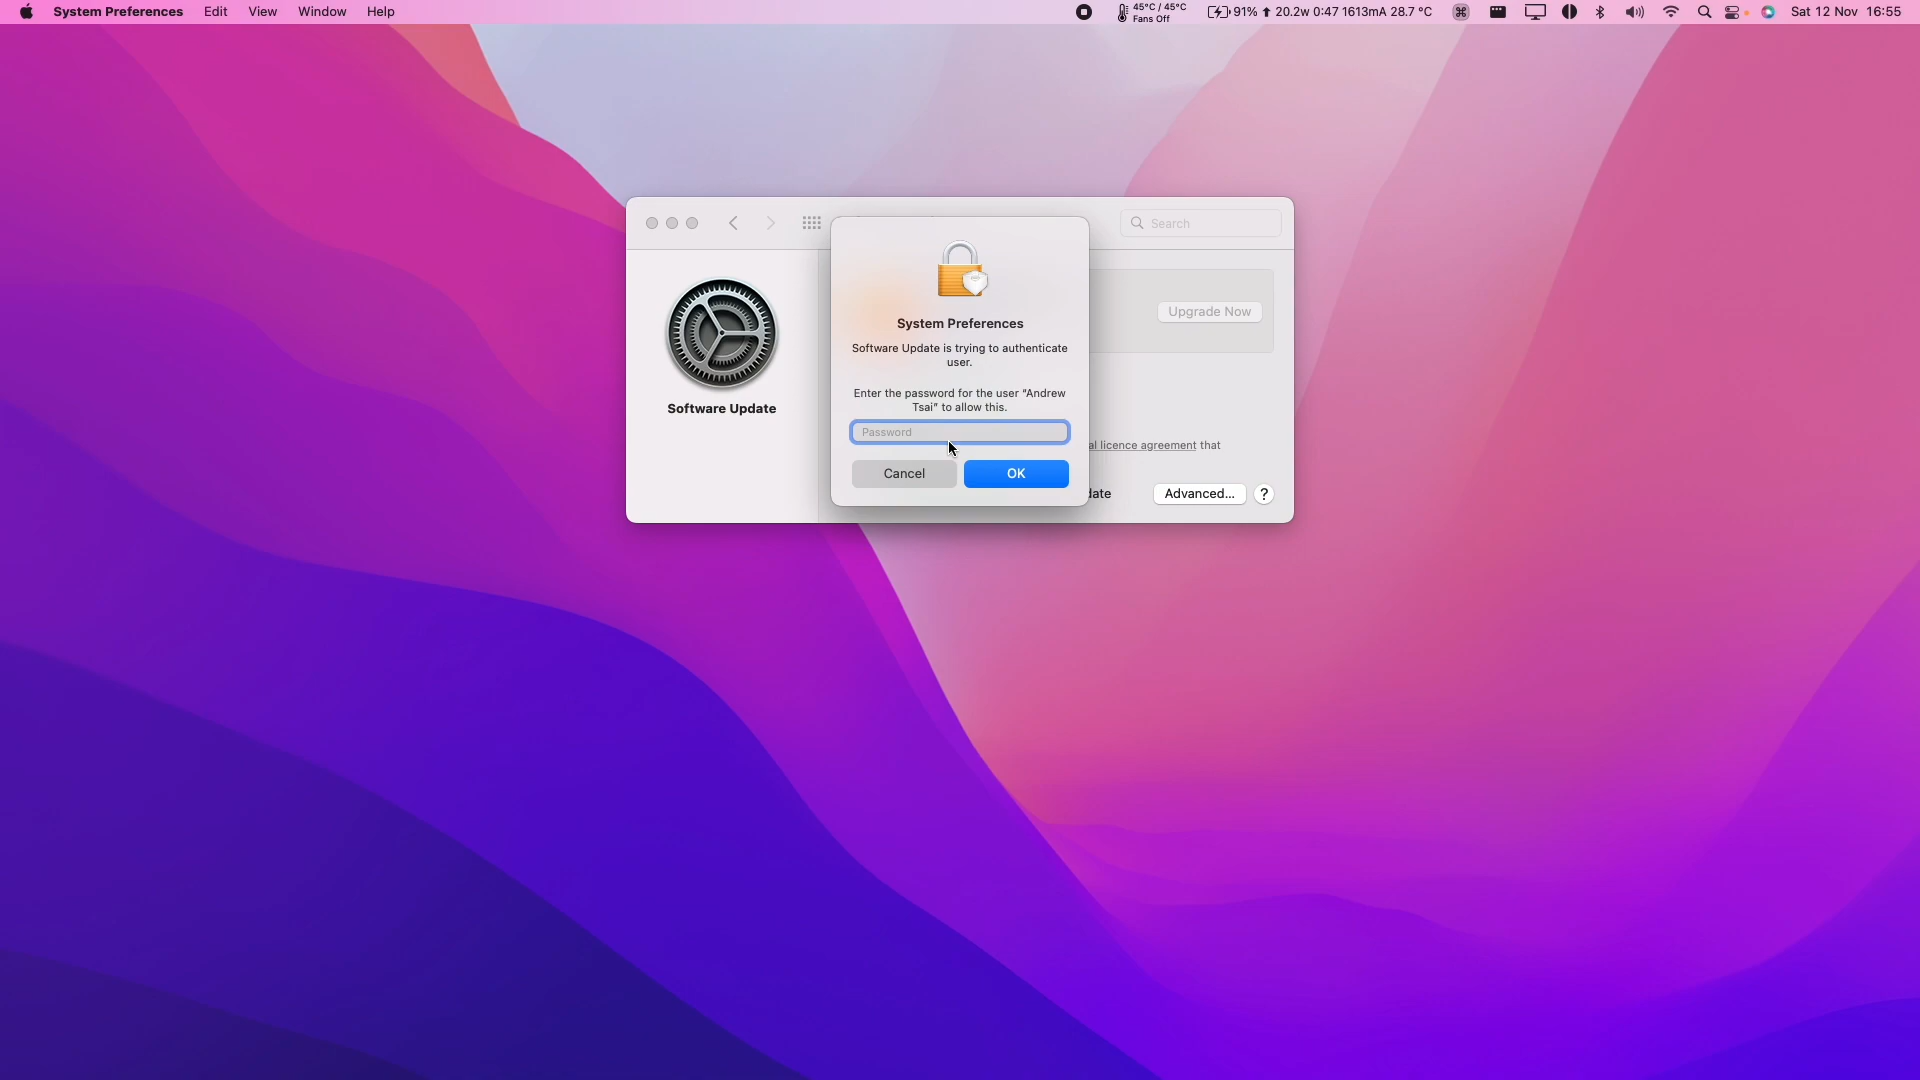 System Preferences Edit View Window Help
45°C / 45°C
Fans Off
91% ⬆ 20.2w 0:47 1613mA 28.7 °C
Sat 12 Nov 16:55
Search
System Preferences
Software Update is trying to authenticate
user.
Enter the password for the user “Andrew
Tsai” to allow this.
Password
Cancel OK
Upgrade Now
Software Update
al licence agreement that
date
Advanced... ?